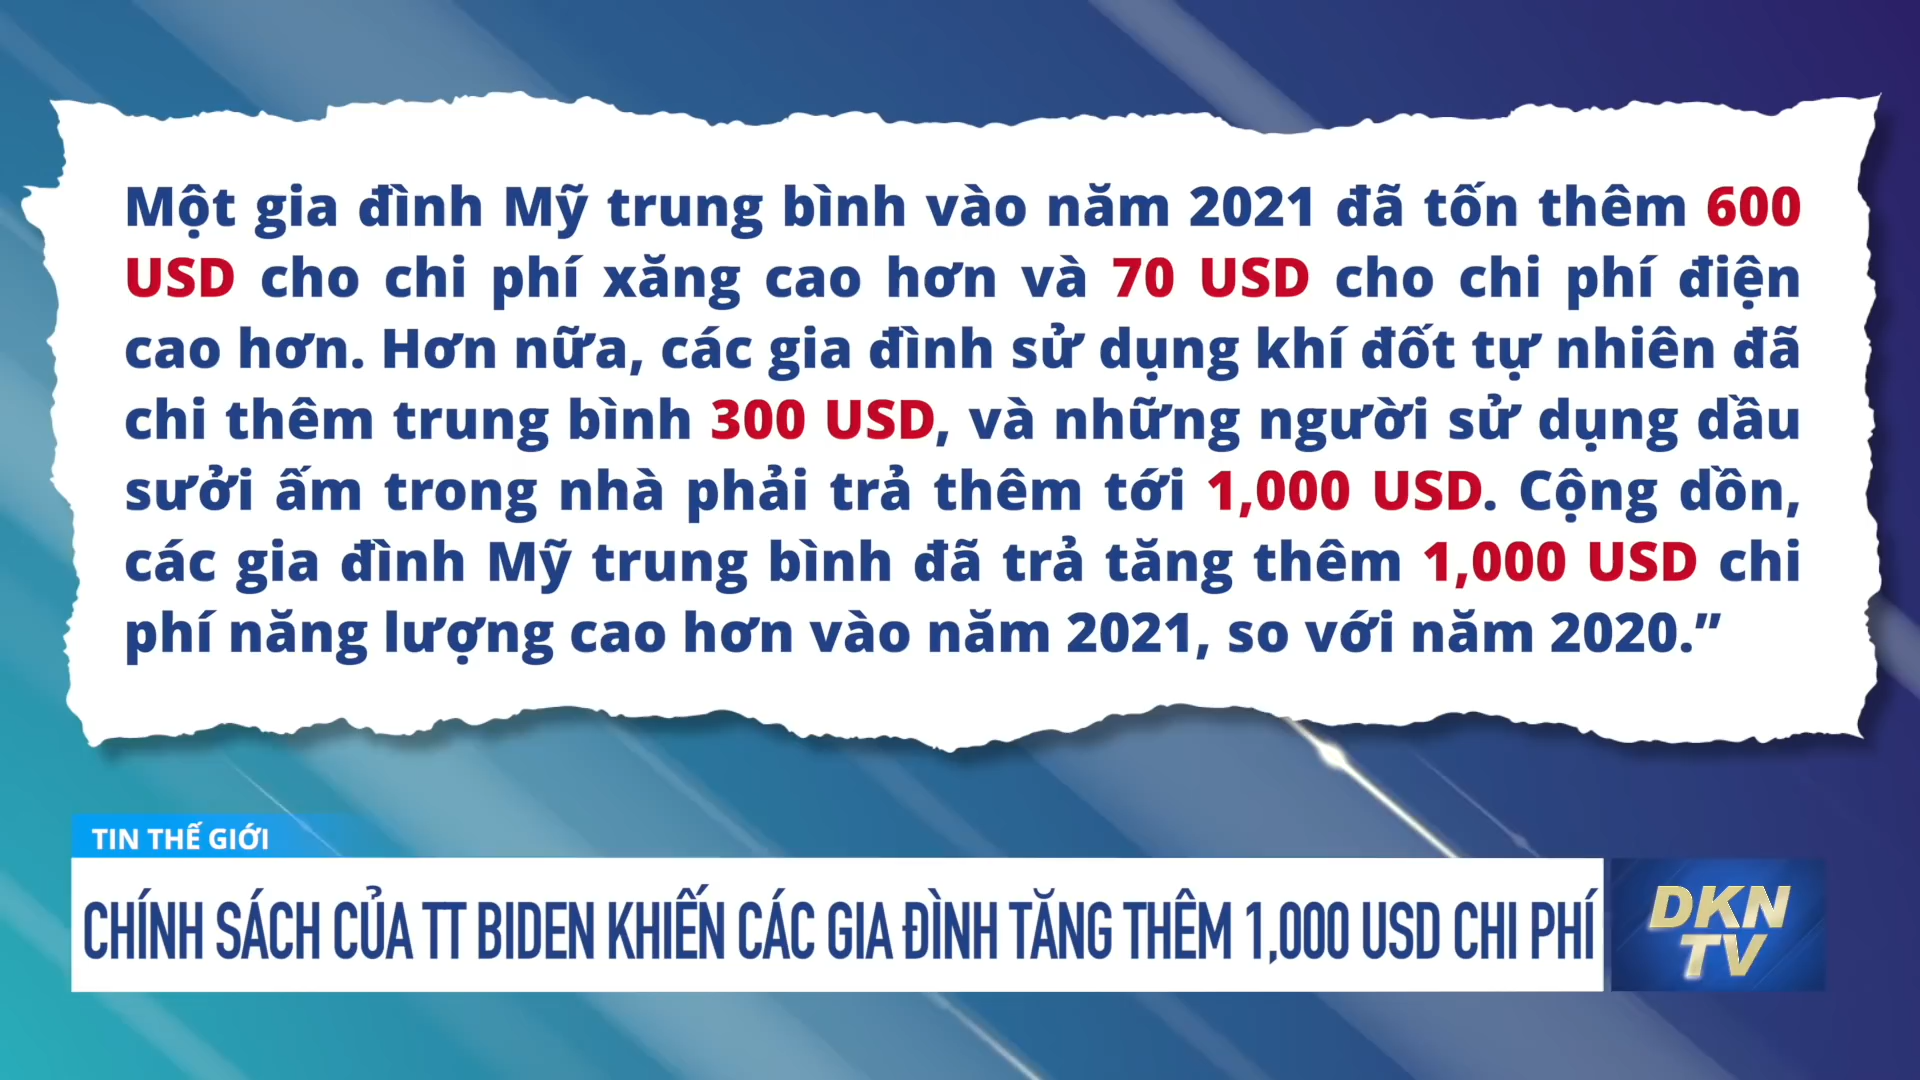 Một gia đình Mỹ trung bình vào năm 2021 đã tốn thêm 600
USD cho chi phí xăng cao hơn và 70 USD cho chi phí điện
cao hơn. Hơn nữa, các gia đình sử dụng khí đốt tự nhiên đã
chi thêm trung bình 300 USD, và những người sử dụng dầu
sưởi ấm trong nhà phải trả thêm tới 1,000 USD. Cộng dồn,
các gia đình Mỹ trung bình đã trả tăng thêm 1,000 USD chi
phí năng lượng cao hơn vào năm 2021, so với năm 2020.”
TIN THẾ GIỚI
CHÍNH SÁCH CỦA TT BIDEN KHIẾN CÁC GIA ĐÌNH TĂNG THÊM 1,000 USD CHI PHÍ
DKN
TV